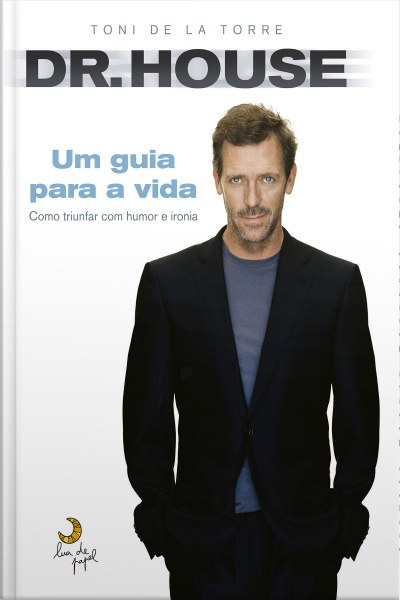 TONI DE LA TORRE
DR. HOUSE
Um guia
para a vida
Como triunfar com humor e ironia
lua de
papel